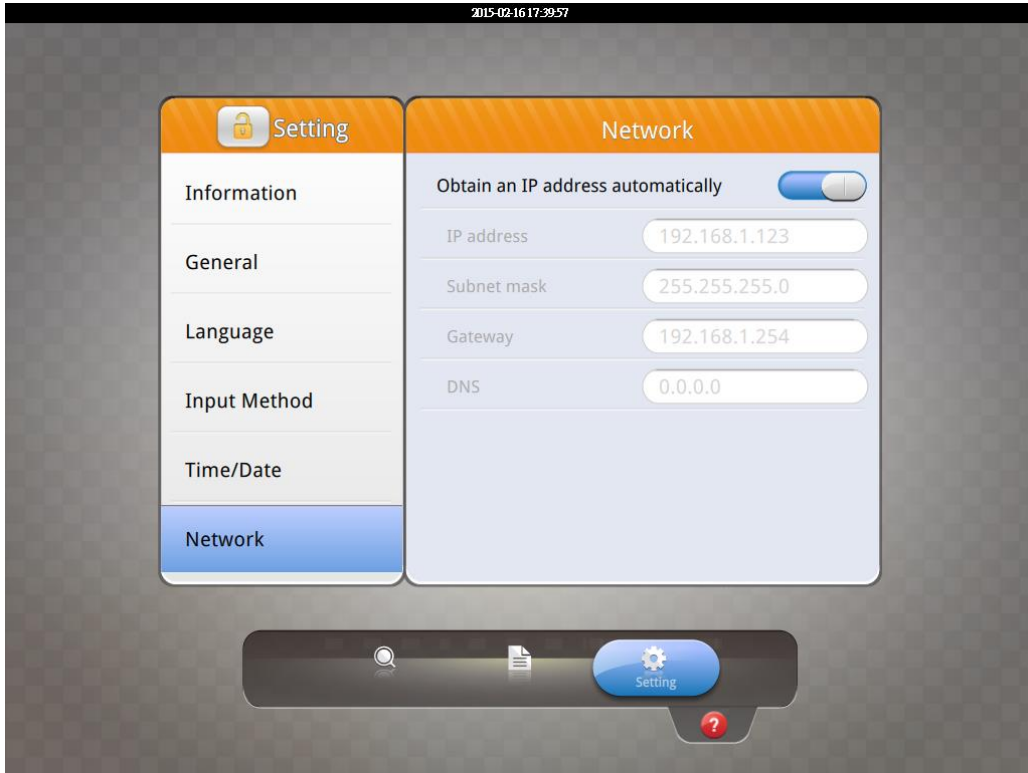 2015-02-16 17:39:57
Setting
Network
Information
General
Language
Input Method
Time/Date
Network
Obtain an IP address automatically
IP address 192.168.1.123
Subnet mask 255.255.255.0
Gateway 192.168.1.254
DNS 0.0.0.0
Setting
?